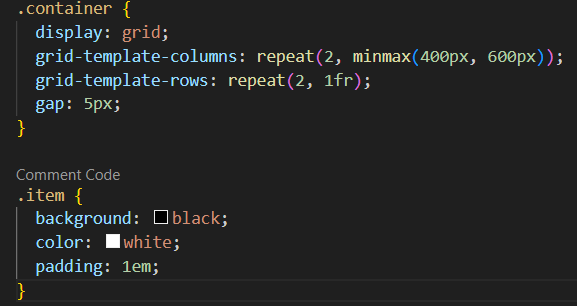 .container {
display: grid;
grid-template-columns: repeat(2, minmax(400px, 600px));
grid-template-rows: repeat(2, 1fr);
gap: 5px;
}
Comment Code
.item {
background: black;
color: white;
padding: 1em;
}